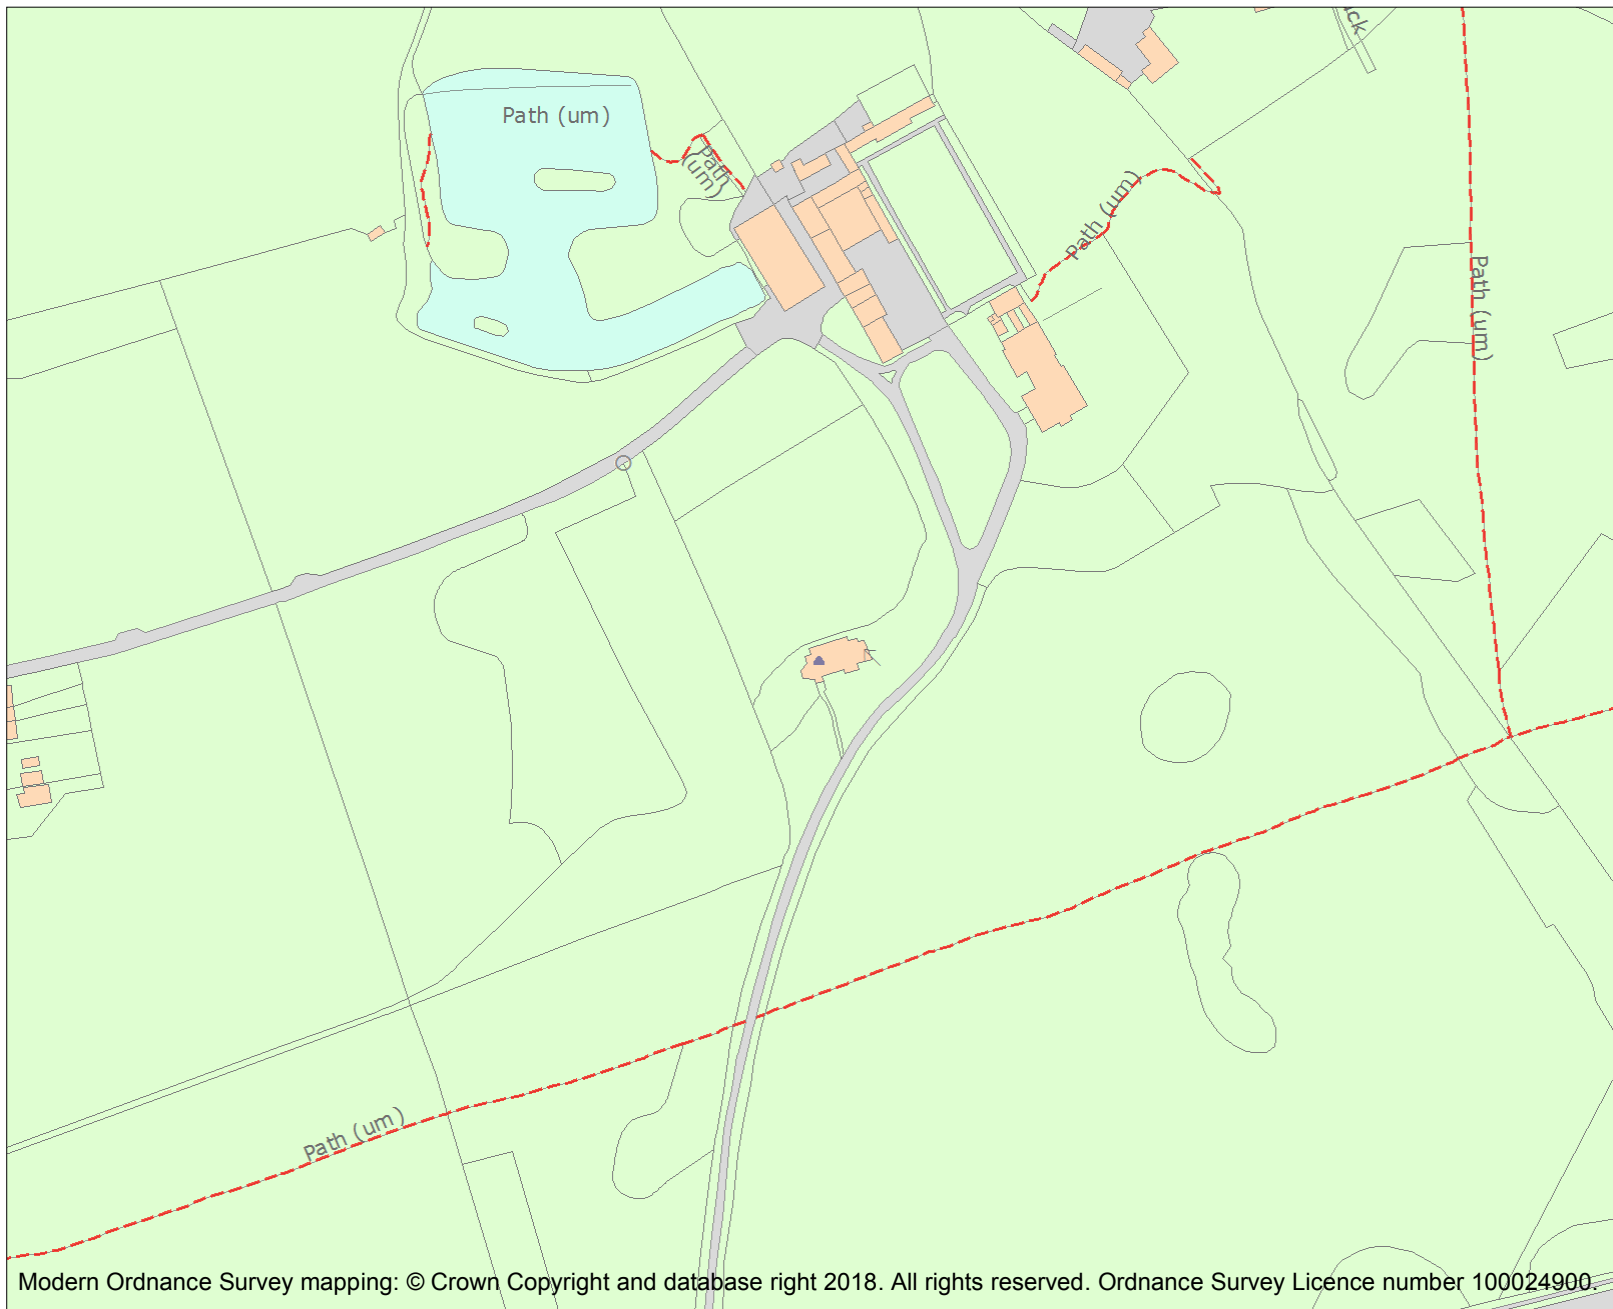 Path (um)
Path
(um)
Path (um)
Path (um)
Path (um)
Modern Ordnance Survey mapping: © Crown Copyright and database right 2018. All rights reserved. Ordnance Survey Licence number 100024900.